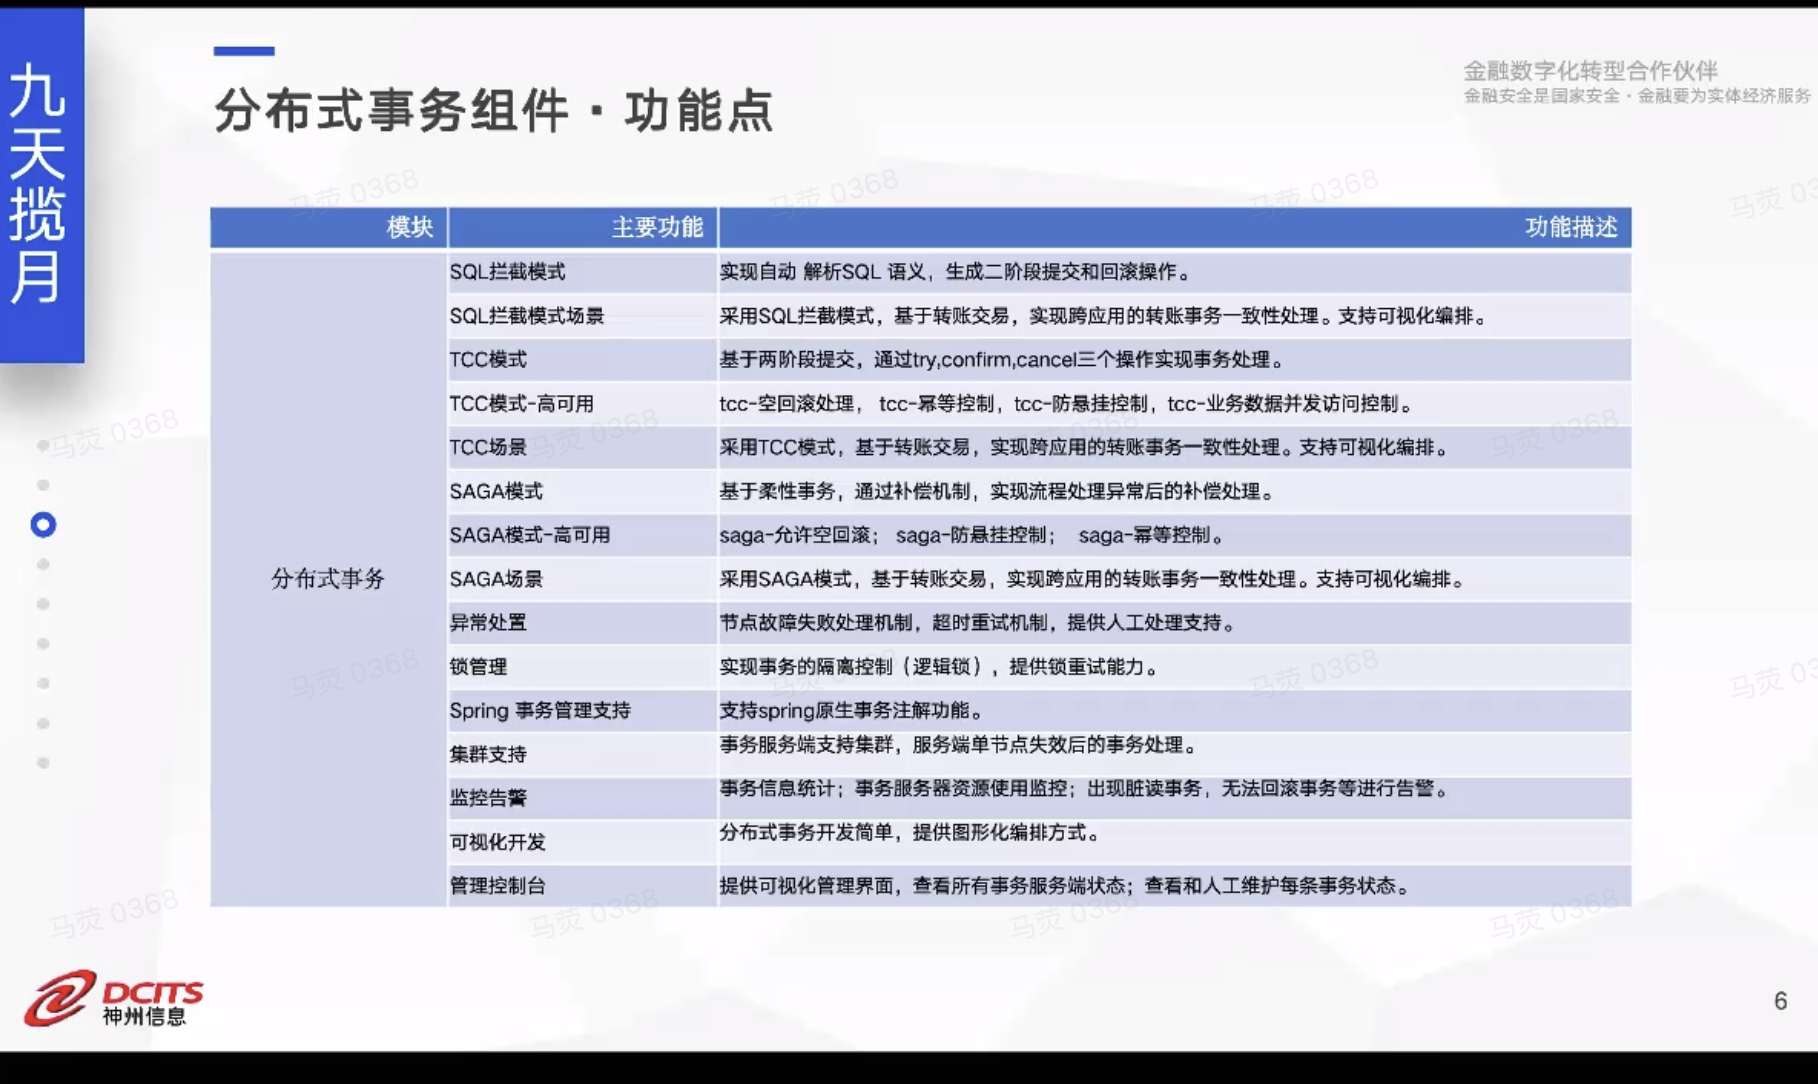 九天揽月
分布式事务组件·功能点
金融数字化转型合作伙伴
金融安全是国家安全·金融要为实体经济服务
模块 主要功能 功能描述
分布式事务
SQL拦截模式 实现自动 解析SQL 语义，生成二阶段提交和回滚操作。
SQL拦截模式场景 采用SQL拦截模式，基于转账交易，实现跨应用的转账事务一致性处理。支持可视化编排。
TCC模式 基于两阶段提交，通过try,confirm,cancel三个操作实现事务处理。
TCC模式-高可用 tcc-空回滚处理， tcc-幂等控制，tcc-防悬挂控制，tcc-业务数据并发访问控制。
TCC场景 采用TCC模式，基于转账交易，实现跨应用的转账事务一致性处理。支持可视化编排。
SAGA模式 基于柔性事务，通过补偿机制，实现流程处理异常后的补偿处理。
SAGA模式-高可用 saga-允许空回滚； saga-防悬挂控制； saga-幂等控制。
SAGA场景 采用SAGA模式，基于转账交易，实现跨应用的转账事务一致性处理。支持可视化编排。
异常处置 节点故障失败处理机制，超时重试机制，提供人工处理支持。
锁管理 实现事务的隔离控制（逻辑锁），提供锁重试能力。
Spring 事务管理支持 支持spring原生事务注解功能。
集群支持 事务服务端支持集群，服务端单节点失效后的事务处理。
监控告警 事务信息统计；事务服务器资源使用监控；出现脏读事务，无法回滚事务等进行告警。
可视化开发 分布式事务开发简单，提供图形化编排方式。
管理控制台 提供可视化管理界面，查看所有事务服务端状态；查看和人工维护每条事务状态。
DCITS
神州信息
6
马荧 0368